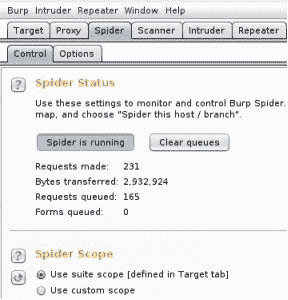 Burp Intruder Repeater Window Help
Target Proxy Spider Scanner Intruder Repeater
Control Options
? Spider Status
Use these settings to monitor and control Burp Spider.
map, and choose "Spider this host / branch".
Spider is running Clear queues
Requests made: 231
Bytes transferred: 2,932,924
Requests queued: 165
Forms queued: 0
? Spider Scope
Use suite scope [defined in Target tab]
Use custom scope